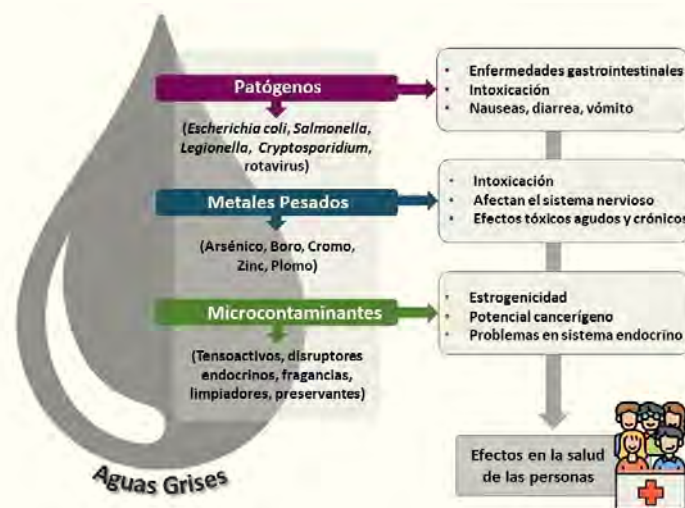 Patógenos
(Escherichia coli, Salmonella,
Legionella, Cryptosporidium,
rotavirus)
• Enfermedades gastrointestinales
• Intoxicación
• Nauseas, diarrea, vómito
Metales Pesados
(Arsénico, Boro, Cromo,
Zinc, Plomo)
• Intoxicación
• Afectan el sistema nervioso
• Efectos tóxicos agudos y crónicos
Microcontaminantes
(Tensoactivos, disruptores
endocrinos, fragancias,
limpiadores, preservantes)
• Estrogenicidad
• Potencial cancerígeno
• Problemas en sistema endocrino
Aguas Grises
Efectos en la salud
de las personas